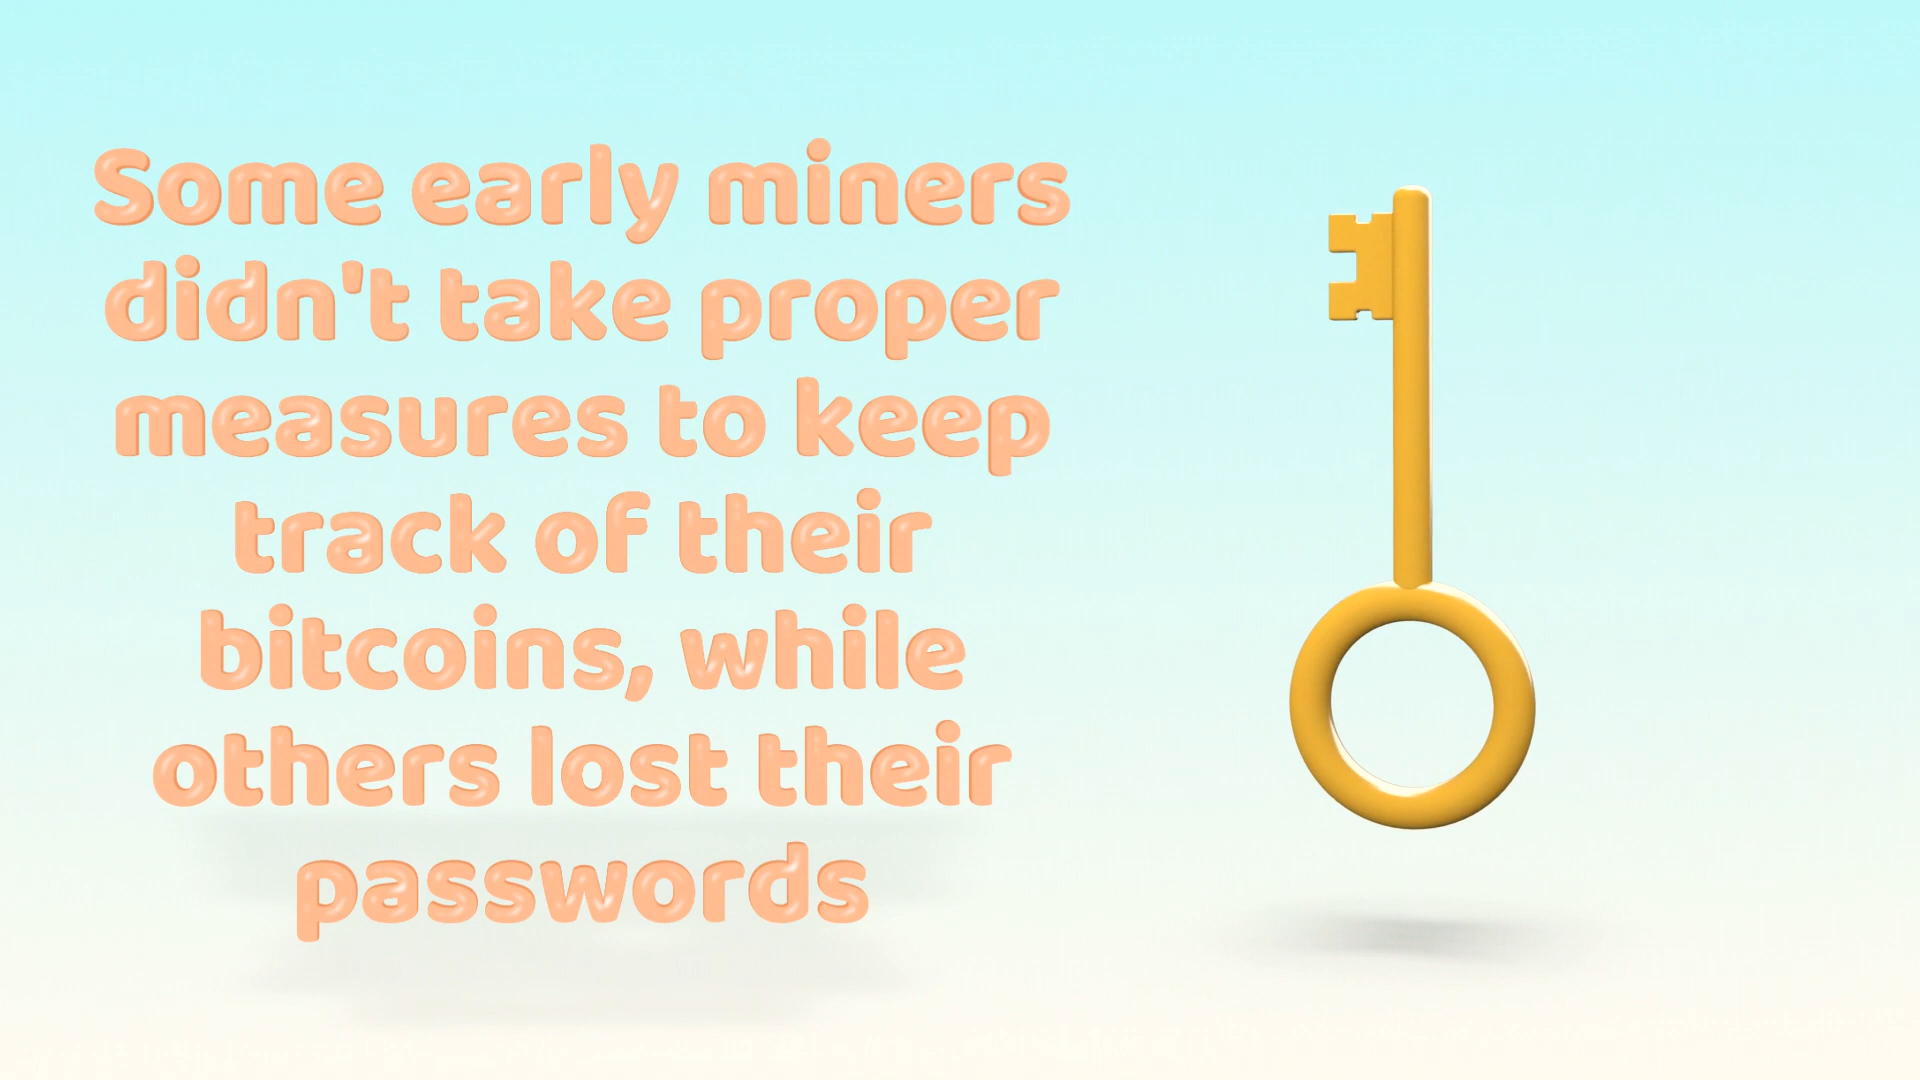 Some early miners
didn't take proper
measures to keep
track of their
bitcoins, while
others lost their
passwords